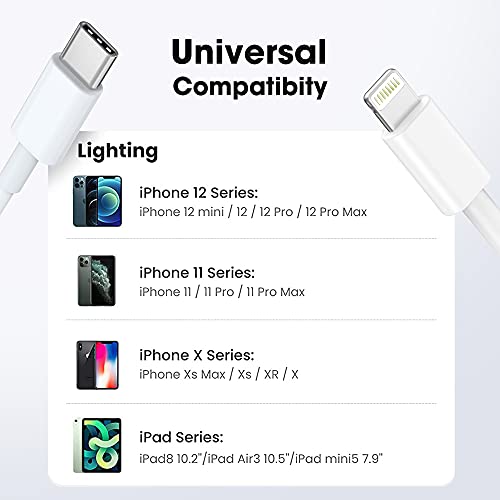 Universal
Compatibity
Lighting
iPhone 12 Series:
iPhone 12 mini / 12 / 12 Pro / 12 Pro Max
iPhone 11 Series:
iPhone 11 / 11 Pro / 11 Pro Max
iPhone X Series:
iPhone Xs Max / Xs / XR / X
iPad Series:
iPad8 10.2"/iPad Air3 10.5"/iPad mini5 7.9"